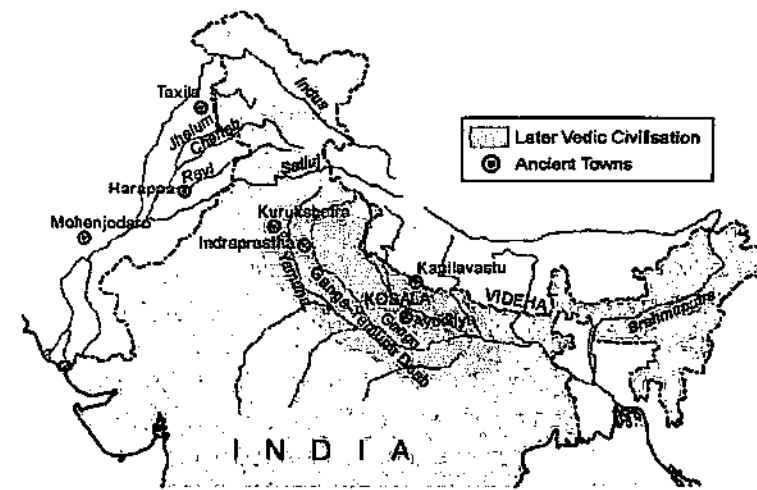 Taxila
Indus
Jhelum
Chenab
Ravi
Satluj
Harappa
Mohenjodaro
Later Vedic Civilisation
Ancient Towns
Kurukshetra
Indraprastha
Yamuna
Ganga-Yamuna Doab
Ganga
Kapilavastu
KOSALA
Ayodhya
VIDEHA
Brahmaputra
INDIA